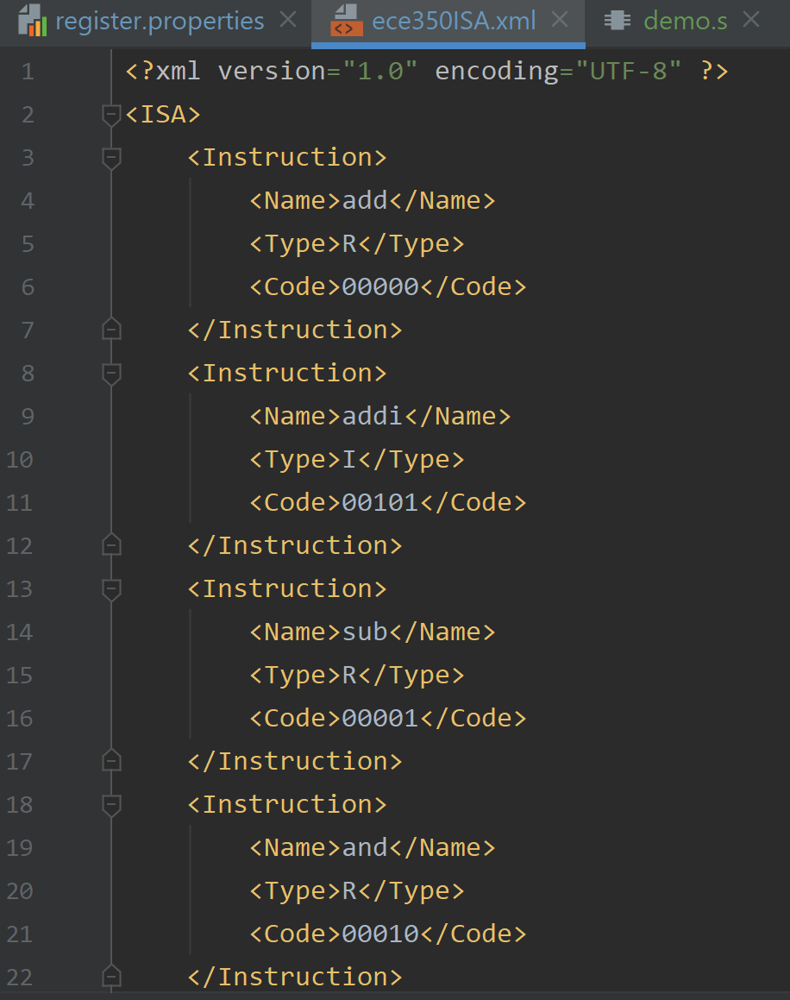 register.properties ece350ISA.xml demo.s
1 <?xml version="1.0" encoding="UTF-8" ?>
2 <ISA>
3 <Instruction>
4 <Name>add</Name>
5 <Type>R</Type>
6 <Code>00000</Code>
7 </Instruction>
8 <Instruction>
9 <Name>addi</Name>
10 <Type>I</Type>
11 <Code>00101</Code>
12 </Instruction>
13 <Instruction>
14 <Name>sub</Name>
15 <Type>R</Type>
16 <Code>00001</Code>
17 </Instruction>
18 <Instruction>
19 <Name>and</Name>
20 <Type>R</Type>
21 <Code>00010</Code>
22 </Instruction>